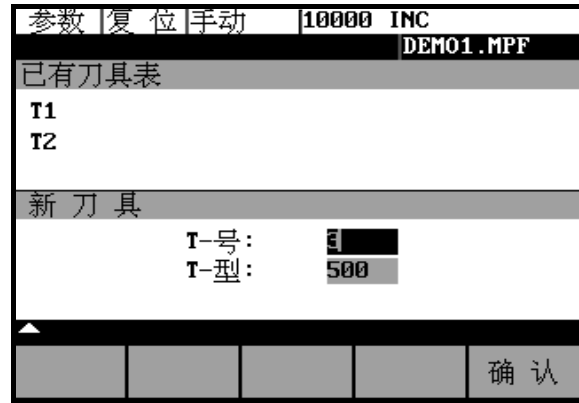 参数 复 位 手动 10000 INC
DEMO1.MPF
已有刀具表
T1
T2
新 刀 具
T-号: 3
T-型: 500
确 认